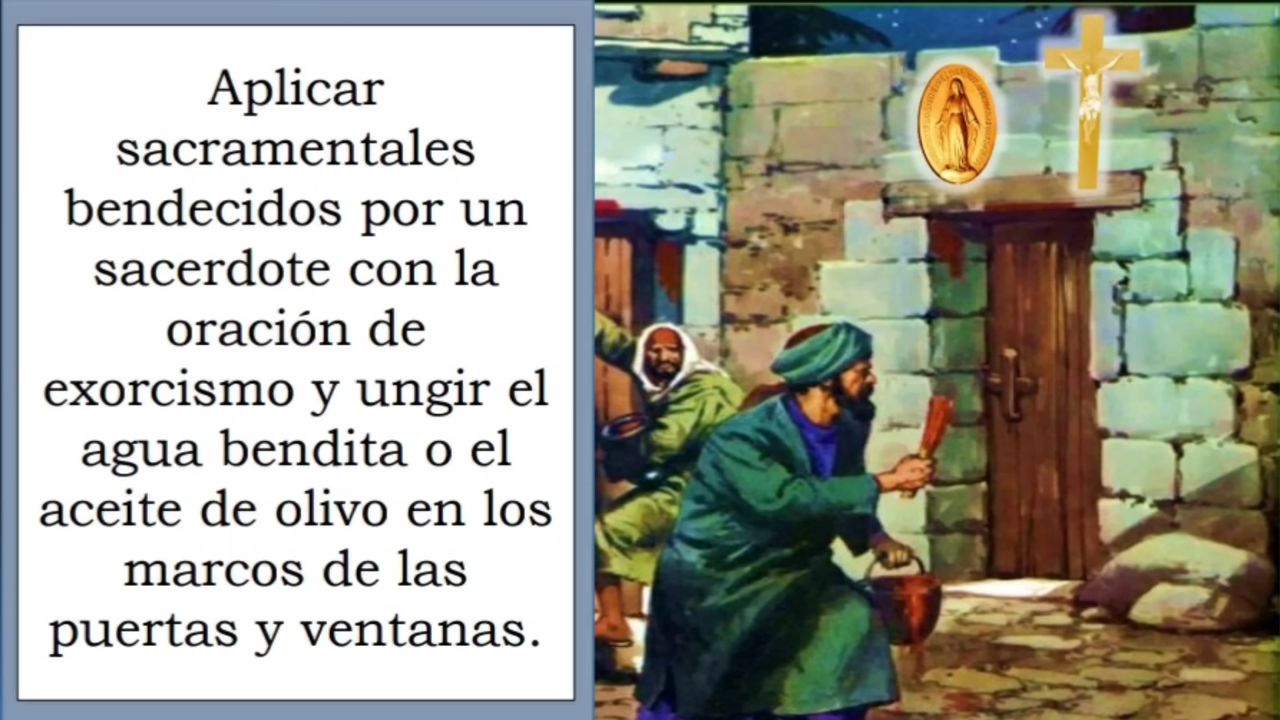 Aplicar
sacramentales
bendecidos por un
sacerdote con la
oración de
exorcismo y ungir el
agua bendita o el
aceite de olivo en los
marcos de las
puertas y ventanas.